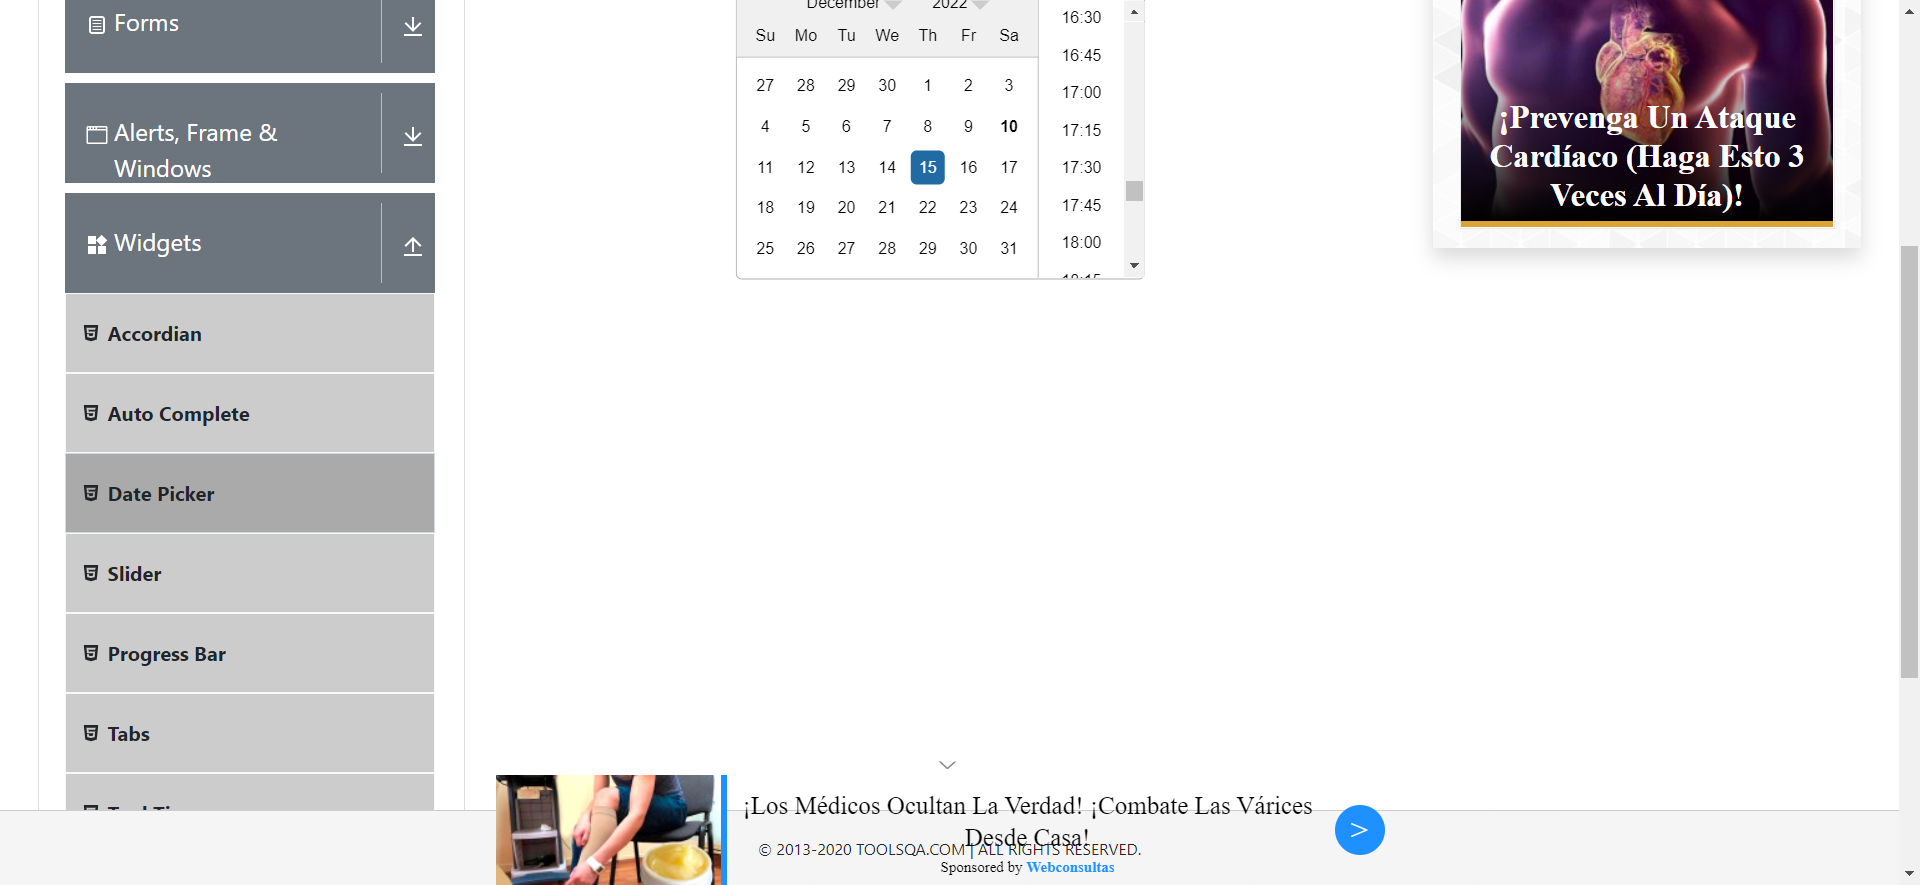 Forms
Alerts, Frame &
Windows
Widgets
Accordian
Auto Complete
Date Picker
Slider
Progress Bar
Tabs
December 2022
Su Mo Tu We Th Fr Sa
27 28 29 30 1 2 3
4 5 6 7 8 9 10
11 12 13 14 15 16 17
18 19 20 21 22 23 24
25 26 27 28 29 30 31
16:30
16:45
17:00
17:15
17:30
17:45
18:00
18:15
¡Prevenga Un Ataque
Cardíaco (Haga Esto 3
Veces Al Día)!
¡Los Médicos Ocultan La Verdad! ¡Combate Las Várices
Desde Casa!
© 2013-2020 TOOLSQA.COM | ALL RIGHTS RESERVED.
Sponsored by Webconsultas
>